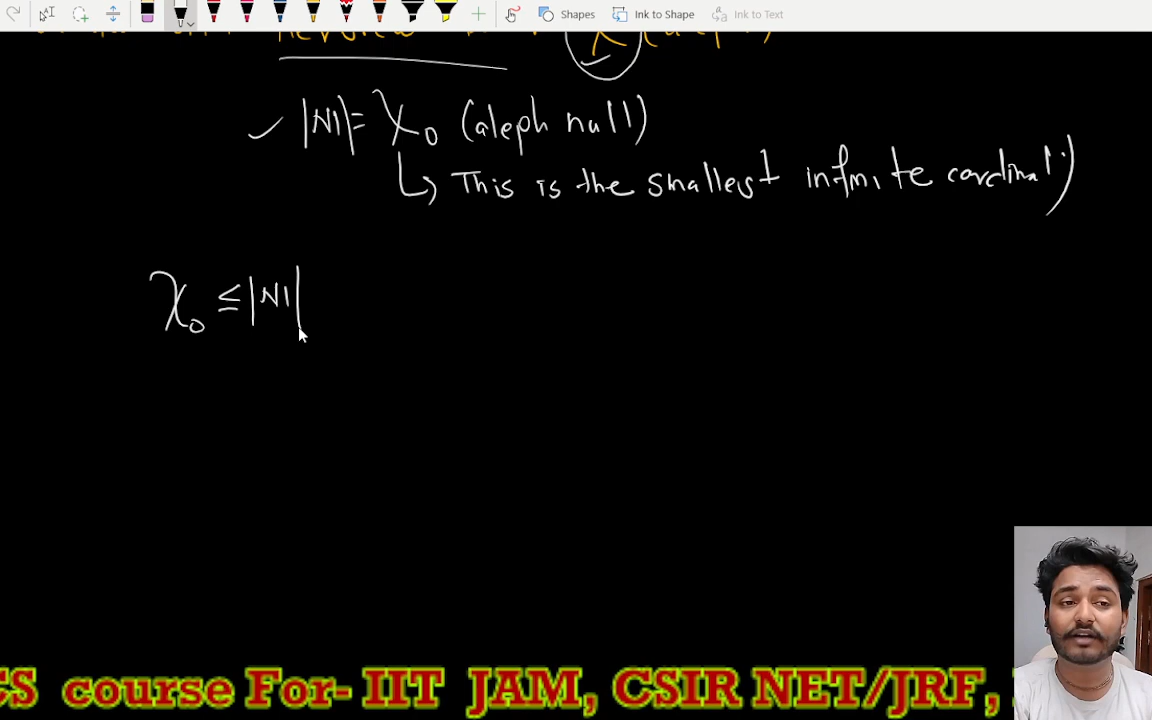 Shapes Ink to Shape Ink to Text
|N| = ℵ0 (aleph null)
This is the smallest infinite cardinal)
ℵ0 ≤ |N|
CS course For- IIT JAM, CSIR NET/JRF,